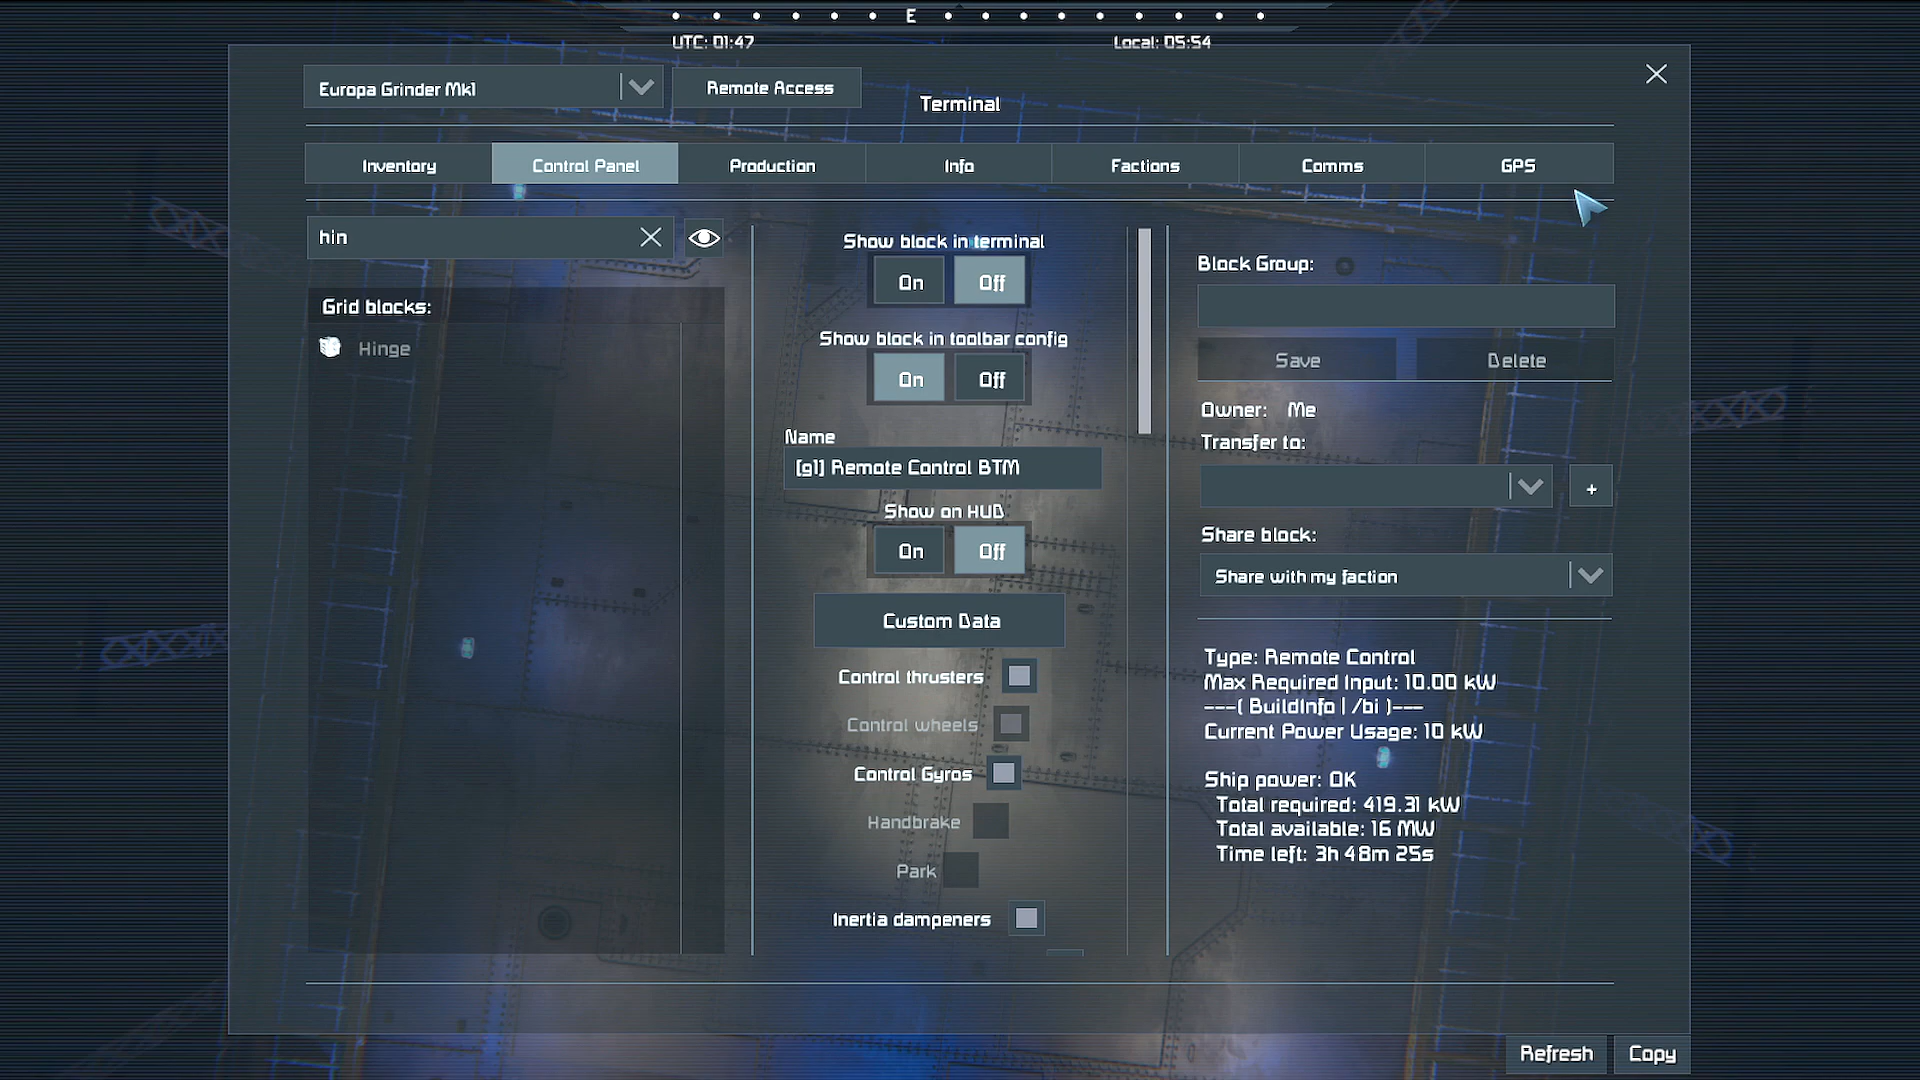 E
UTC: 01:47
Local: 05:54
Europa Grinder Mk1
Remote Access
Terminal
Inventory
Control Panel
Production
Info
Factions
Comms
GPS
hin
Grid blocks:
Hinge
Show block in terminal
On
Off
Show block in toolbar config
On
Off
Name
[g1] Remote Control BTM
Show on HUD
On
Off
Custom Data
Control thrusters
Control wheels
Control Gyros
Handbrake
Park
Inertia dampeners
Block Group:
Save
Delete
Owner: Me
Transfer to:
+
Share block:
Share with my faction
Type: Remote Control
Max Required Input: 10.00 kW
---( BuildInfo | /bi )---
Current Power Usage: 10 kW
Ship power: OK
Total required: 419.31 kW
Total available: 16 MW
Time left: 3h 48m 25s
Refresh
Copy